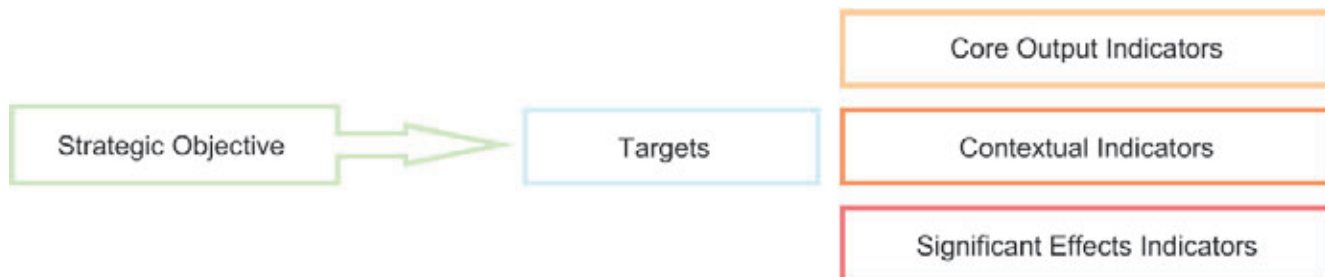 Core Output Indicators
Strategic Objective
Targets
Contextual Indicators
Significant Effects Indicators